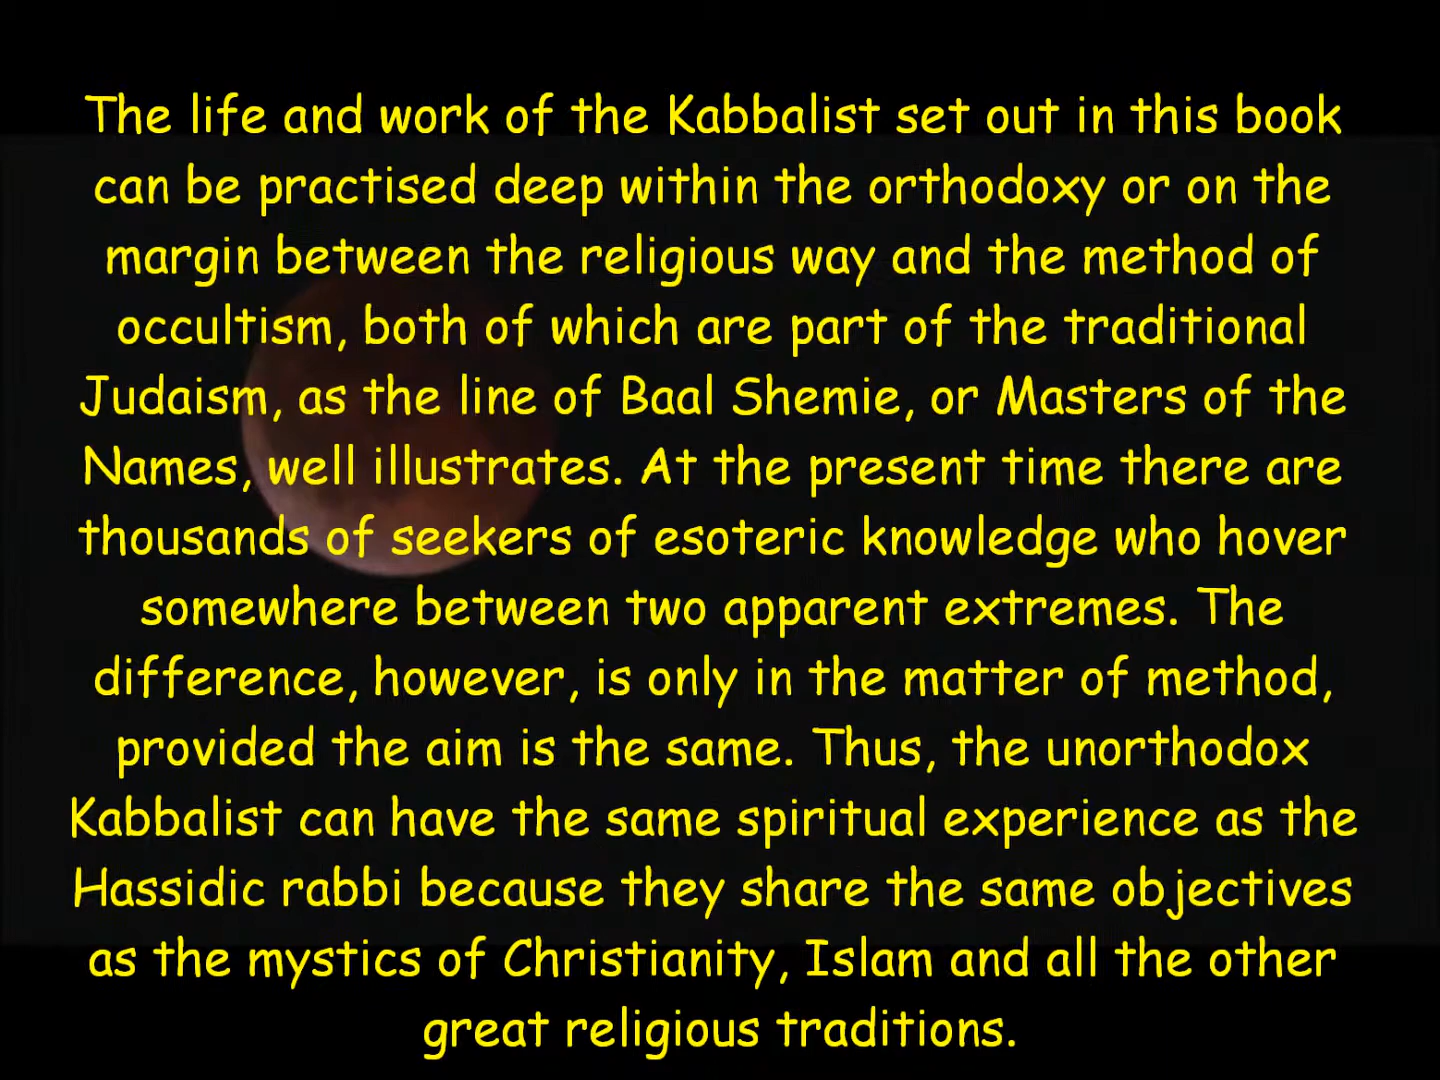 The life and work of the Kabbalist set out in this book
can be practised deep within the orthodoxy or on the
margin between the religious way and the method of
occultism, both of which are part of the traditional
Judaism, as the line of Baal Shemie, or Masters of the
Names, well illustrates. At the present time there are
thousands of seekers of esoteric knowledge who hover
somewhere between two apparent extremes. The
difference, however, is only in the matter of method,
provided the aim is the same. Thus, the unorthodox
Kabbalist can have the same spiritual experience as the
Hassidic rabbi because they share the same objectives
as the mystics of Christianity, Islam and all the other
great religious traditions.